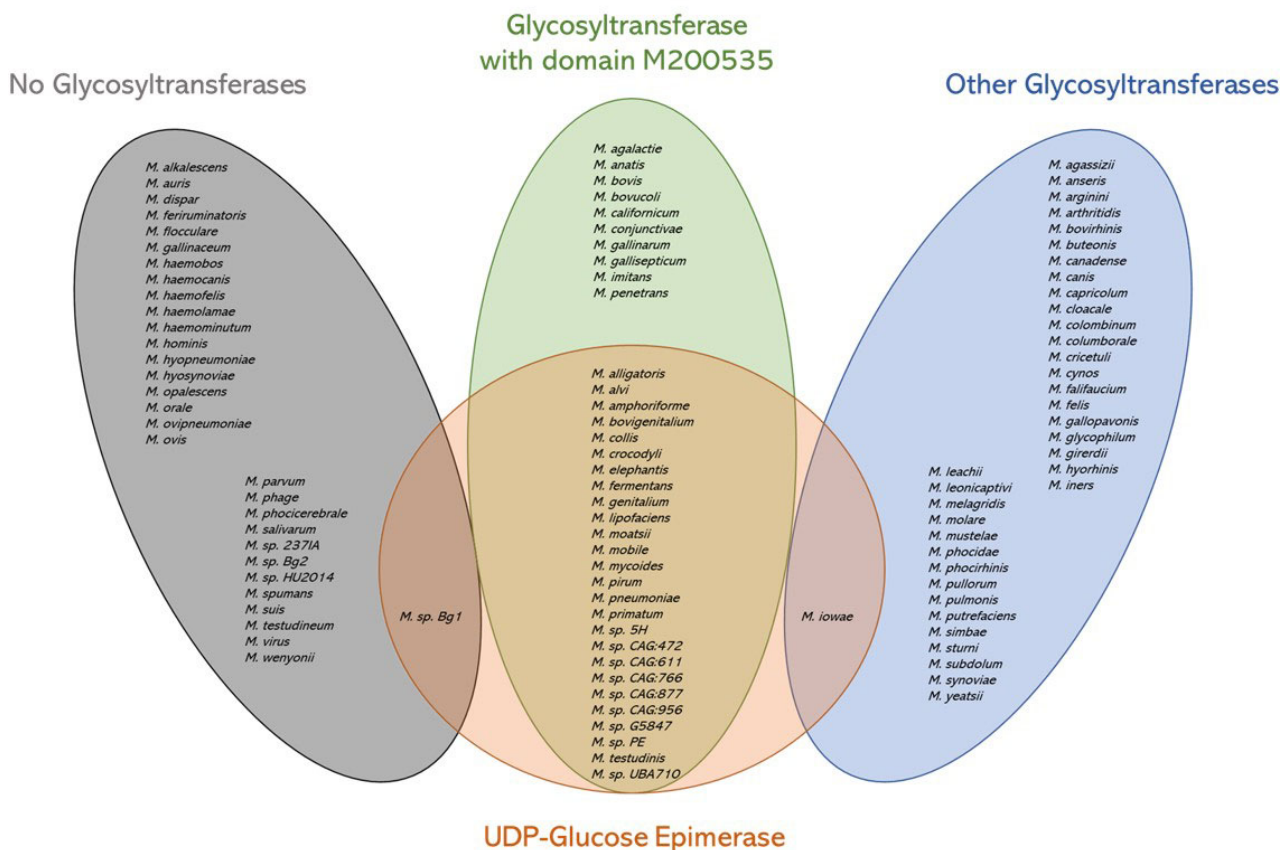 Glycosyltransferase
with domain M200535
No Glycosyltransferases
Other Glycosyltransferases
M. alkalescens
M. auris
M. dispar
M. feriruminatoris
M. flocculare
M. gallinaceum
M. haemobos
M. haemocanis
M. haemofelis
M. haemolamae
M. haemominutum
M. hominis
M. hyopneumoniae
M. hyosynoviae
M. opalescens
M. orale
M. ovipneumoniae
M. ovis
M. parvum
M. phage
M. phocicerebrale
M. salivarum
M. sp. 237IA
M. sp. Bg2
M. sp. HU2014
M. spumans
M. suis
M. testudineum
M. virus
M. wenyonii
M. sp. Bg1
M. agalactie
M. anatis
M. bovis
M. bovucoli
M. californicum
M. conjunctivae
M. gallinarum
M. gallisepticum
M. imitans
M. penetrans
M. alligatoris
M. alvi
M. amphoriforme
M. bovigenitalium
M. collis
M. crocodyli
M. elephantis
M. fermentans
M. genitalium
M. lipofaciens
M. moatsii
M. mobile
M. mycoides
M. pirum
M. pneumoniae
M. primatum
M. sp. 5H
M. sp. CAG:472
M. sp. CAG:611
M. sp. CAG:766
M. sp. CAG:877
M. sp. CAG:956
M. sp. G5847
M. sp. PE
M. testudinis
M. sp. UBA710
M. iowae
M. agassizii
M. anseris
M. arginini
M. arthritidis
M. bovirhinis
M. buteonis
M. canadense
M. canis
M. capricolum
M. cloacale
M. colombinum
M. columborale
M. cricetuli
M. cynos
M. falifaucium
M. felis
M. gallopavonis
M. glycophilum
M. girerdii
M. hyorhinis
M. iners
M. leachii
M. leonicaptivi
M. melagridis
M. molare
M. mustelae
M. phocidae
M. phocirhinis
M. pullorum
M. pulmonis
M. putrefaciens
M. simbae
M. sturni
M. subdolum
M. synoviae
M. yeatsii
UDP-Glucose Epimerase